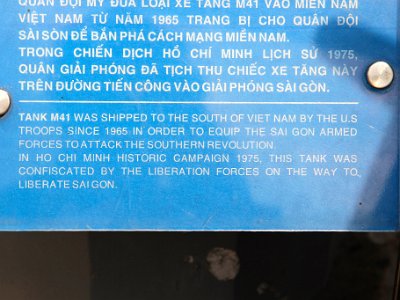 QUÂN ĐỘI MỸ ĐƯA LOẠI XE TĂNG M41 VÀO MIỀN NAM
VIỆT NAM TỪ NĂM 1965 TRANG BỊ CHO QUÂN ĐỘI
SÀI SÒN ĐỂ BẮN PHÁ CÁCH MẠNG MIỀN NAM.
TRONG CHIẾN DỊCH HỒ CHÍ MINH LỊCH SỬ 1975,
QUÂN GIẢI PHÓNG ĐÃ TỊCH THU CHIẾC XE TĂNG NÀY
TRÊN ĐƯỜNG TIẾN CÔNG VÀO GIẢI PHÓNG SÀI GÒN.
TANK M41 WAS SHIPPED TO THE SOUTH OF VIET NAM BY THE U.S
TROOPS SINCE 1965 IN ORDER TO EQUIP THE SAI GON ARMED
FORCES TO ATTACK THE SOUTHERN REVOLUTION.
IN HO CHI MINH HISTORIC CAMPAIGN 1975, THIS TANK WAS
CONFISCATED BY THE LIBERATION FORCES ON THE WAY TO
LIBERATE SAI GON.